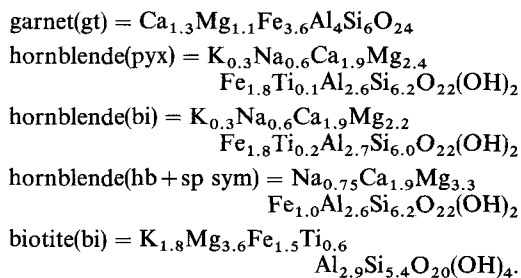 garnet(gt) = Ca₁.₃Mg₁.₁Fe₃.₆Al₄Si₆O₂₄
hornblende(pyx) = K₀.₃Na₀.₆Ca₁.₉Mg₂.₄
Fe₁.₈Ti₀.₁Al₂.₆Si₆.₂O₂₂(OH)₂
hornblende(bi) = K₀.₃Na₀.₆Ca₁.₉Mg₂.₂
Fe₁.₈Ti₀.₂Al₂.₇Si₆.₀O₂₂(OH)₂
hornblende(hb + sp sym) = Na₀.₇₅Ca₁.₉Mg₃.₃
Fe₁.₀Al₂.₆Si₆.₂O₂₂(OH)₂
biotite(bi) = K₁.₈Mg₃.₆Fe₁.₅Ti₀.₆
Al₂.₉Si₅.₄O₂₀(OH)₄.